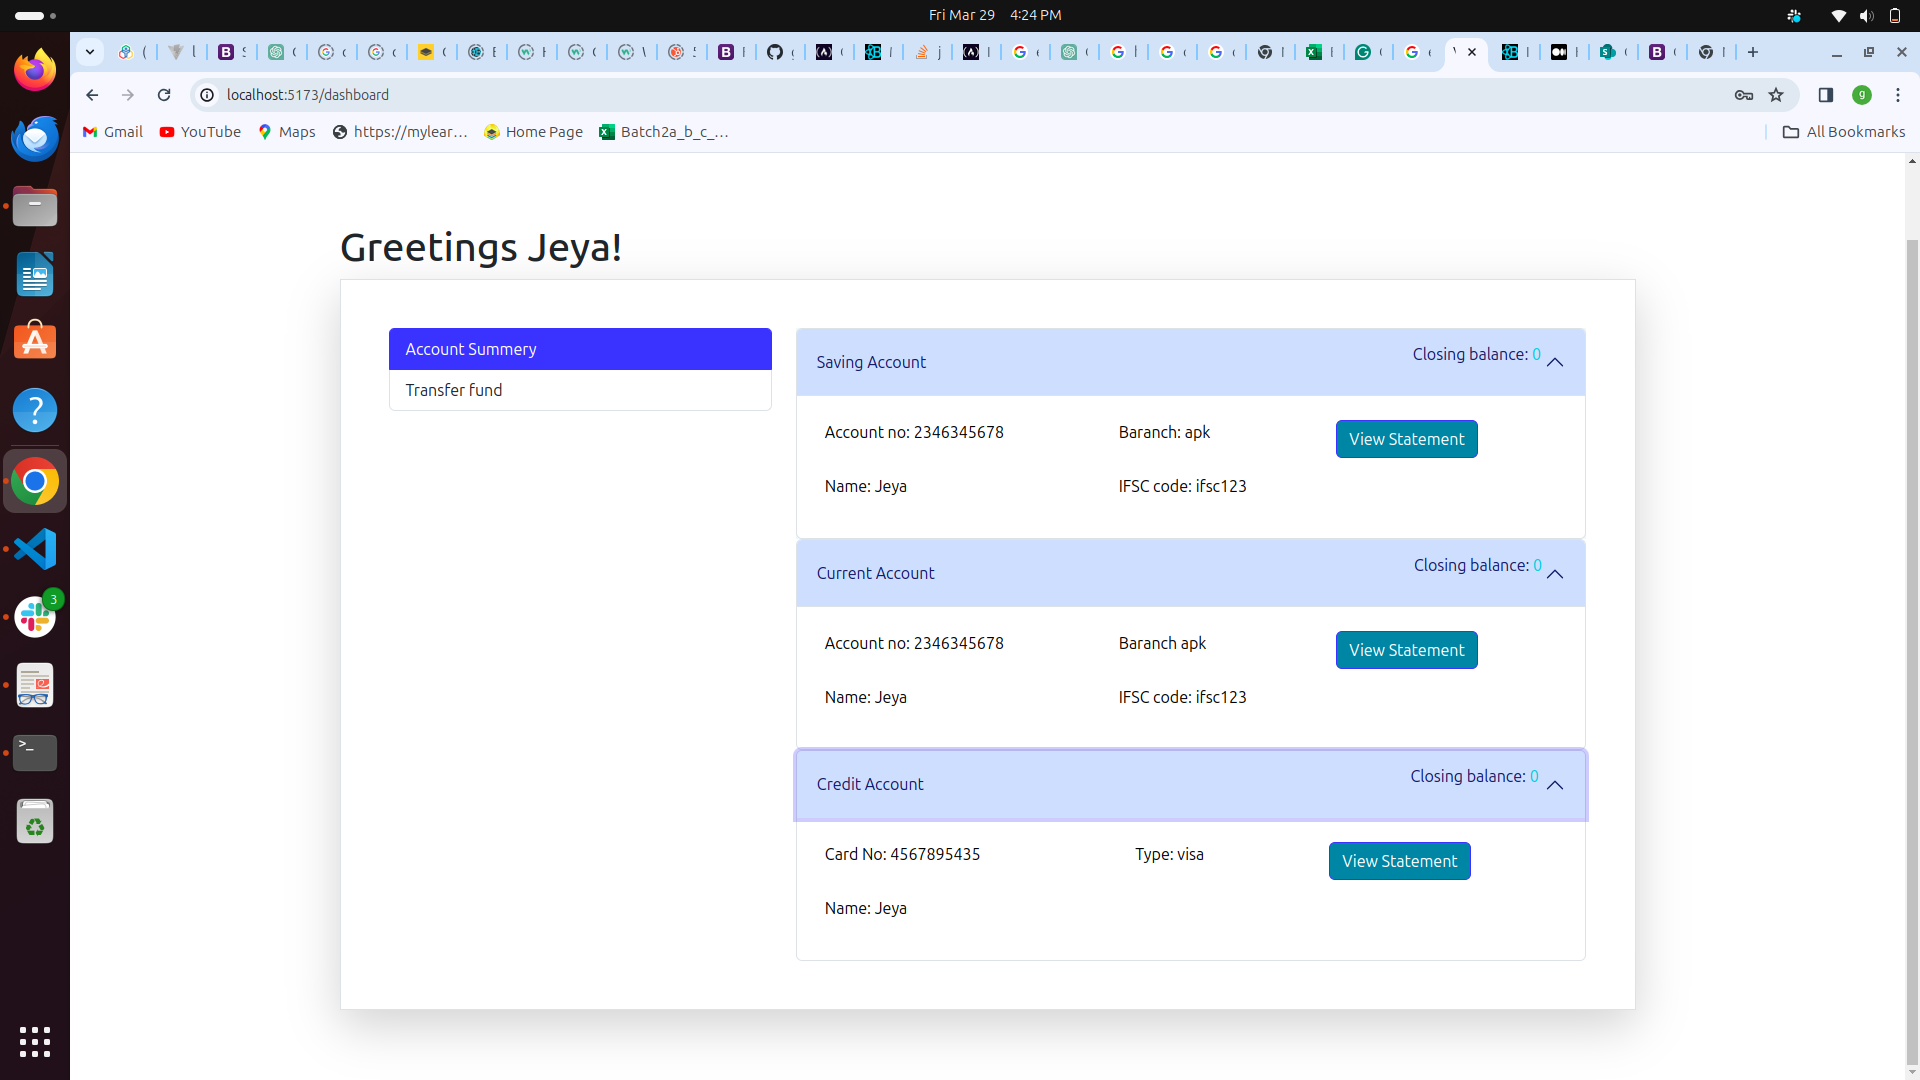 Fri Mar 29 4:24 PM
localhost:5173/dashboard
g
Gmail YouTube Maps https://mylear... Home Page Batch2a_b_c_... All Bookmarks
Greetings Jeya!
Account Summery
Transfer fund
Saving Account
Closing balance: 0
Account no: 2346345678
Baranch: apk
View Statement
Name: Jeya
IFSC code: ifsc123
Current Account
Closing balance: 0
Account no: 2346345678
Baranch apk
View Statement
Name: Jeya
IFSC code: ifsc123
Credit Account
Closing balance: 0
Card No: 4567895435
Type: visa
View Statement
Name: Jeya
3